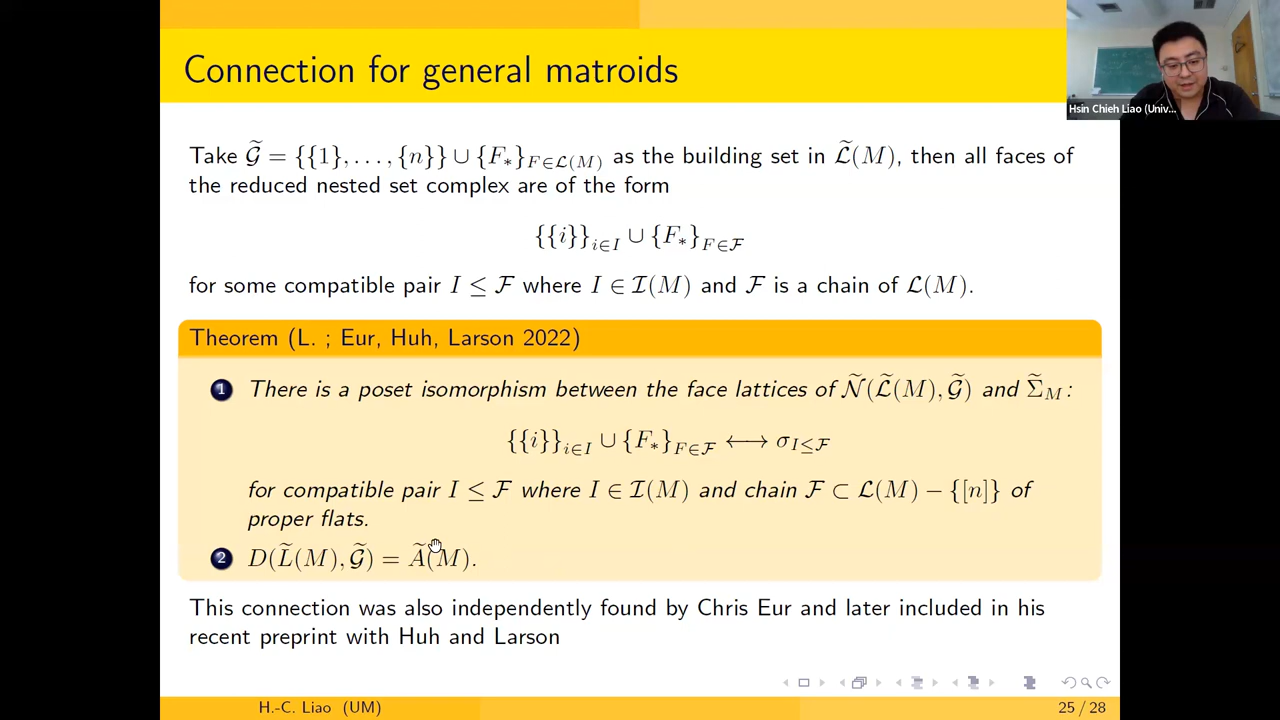 Connection for general matroids
Hsin Chieh Liao (Univ...
Take 𝒢̃ = {{1}, . . . , {n}} ∪ {F_*}_{F∈ℒ(M)} as the building set in ℒ̃(M), then all faces of
the reduced nested set complex are of the form
{{i}}_{i∈I} ∪ {F_*}_{F∈ℱ}
for some compatible pair I ≤ ℱ where I ∈ ℐ(M) and ℱ is a chain of ℒ(M).
Theorem (L. ; Eur, Huh, Larson 2022)
1 There is a poset isomorphism between the face lattices of 𝒩̃(ℒ̃(M), 𝒢̃) and Σ̃_M :
{{i}}_{i∈I} ∪ {F_*}_{F∈ℱ} ⟷ σ_{I≤ℱ}
for compatible pair I ≤ ℱ where I ∈ ℐ(M) and chain ℱ ⊂ ℒ(M) − {[n]} of
proper flats.
2 D(L̃(M), 𝒢̃) = Ã(M).
This connection was also independently found by Chris Eur and later included in his
recent preprint with Huh and Larson
H.-C. Liao (UM)
25 / 28